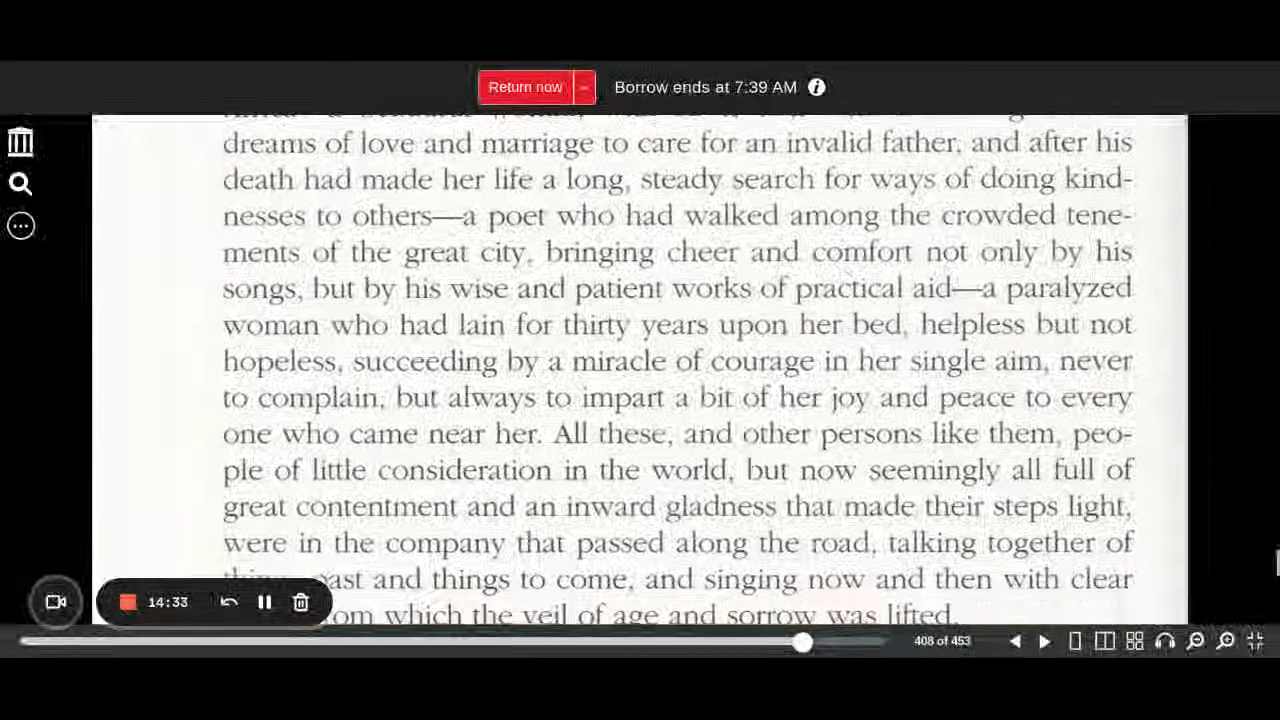 Return now
Borrow ends at 7:39 AM
dreams of love and marriage to care for an invalid father, and after his
death had made her life a long, steady search for ways of doing kind-
nesses to others—a poet who had walked among the crowded tene-
ments of the great city, bringing cheer and comfort not only by his
songs, but by his wise and patient works of practical aid—a paralyzed
woman who had lain for thirty years upon her bed, helpless but not
hopeless, succeeding by a miracle of courage in her single aim, never
to complain, but always to impart a bit of her joy and peace to every
one who came near her. All these, and other persons like them, peo-
ple of little consideration in the world, but now seemingly all full of
great contentment and an inward gladness that made their steps light,
were in the company that passed along the road, talking together of
past and things to come, and singing now and then with clear
which the veil of age and sorrow was lifted.
14:33
408 of 453